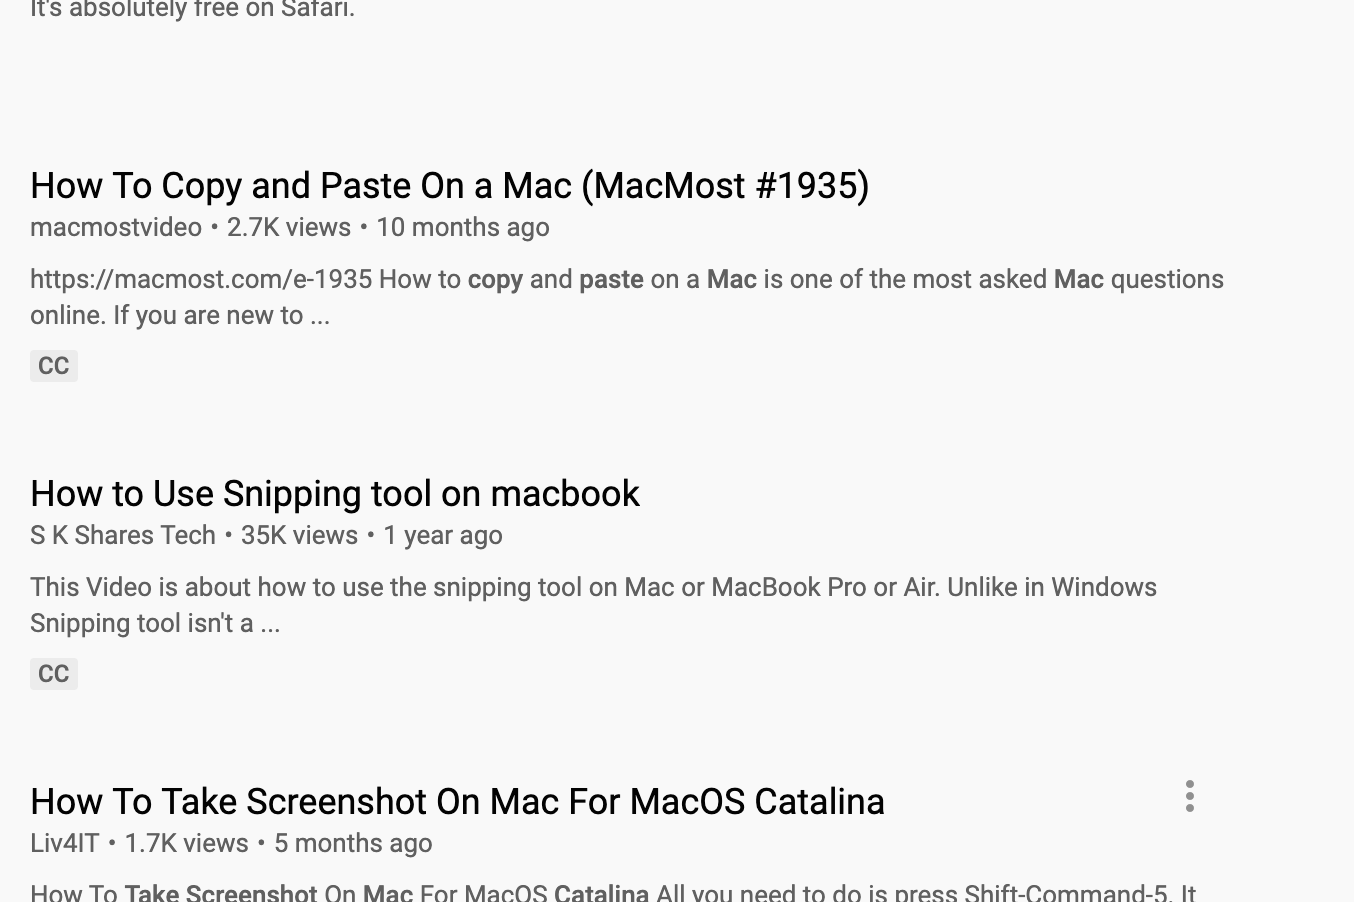 It's absolutely free on Safari.
How To Copy and Paste On a Mac (MacMost #1935)
macmostvideo • 2.7K views • 10 months ago
https://macmost.com/e-1935 How to copy and paste on a Mac is one of the most asked Mac questions
online. If you are new to ...
CC
How to Use Snipping tool on macbook
S K Shares Tech • 35K views • 1 year ago
This Video is about how to use the snipping tool on Mac or MacBook Pro or Air. Unlike in Windows
Snipping tool isn't a ...
CC
How To Take Screenshot On Mac For MacOS Catalina
Liv4IT • 1.7K views • 5 months ago
How To Take Screenshot On Mac For MacOS Catalina All you need to do is press Shift-Command-5. It